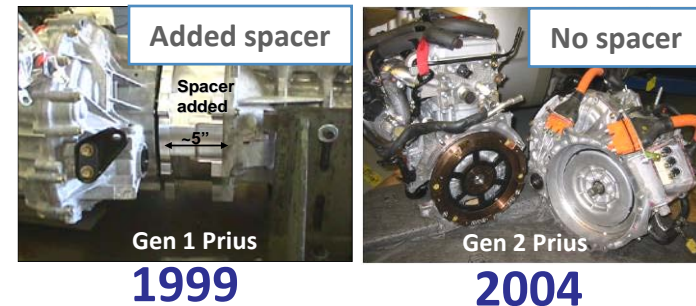 Added spacer
Spacer
added
~5”
Gen 1 Prius
1999
No spacer
Gen 2 Prius
2004